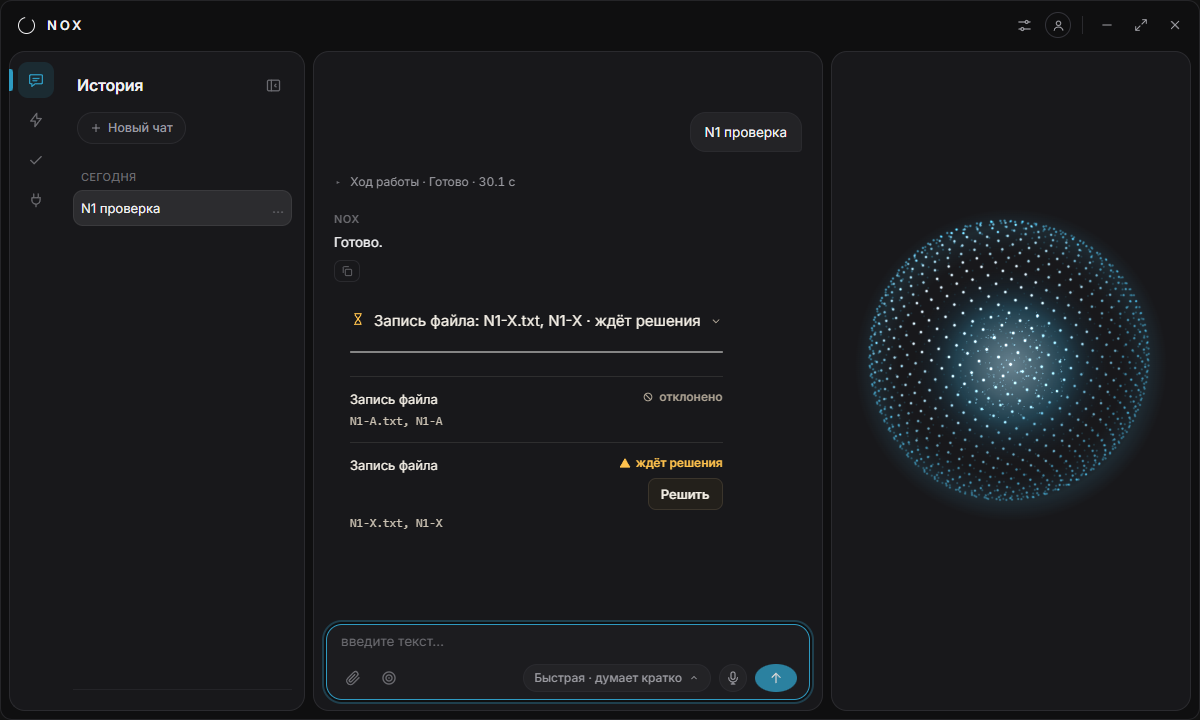 NOX
История
Новый чат
СЕГОДНЯ
N1 проверка
...
N1 проверка
Ход работы · Готово · 30.1 с
NOX
Готово.
Запись файла: N1-X.txt, N1-X · ждёт решения
Запись файла
отклонено
N1-A.txt, N1-A
Запись файла
ждёт решения
Решить
N1-X.txt, N1-X
введите текст...
Быстрая · думает кратко